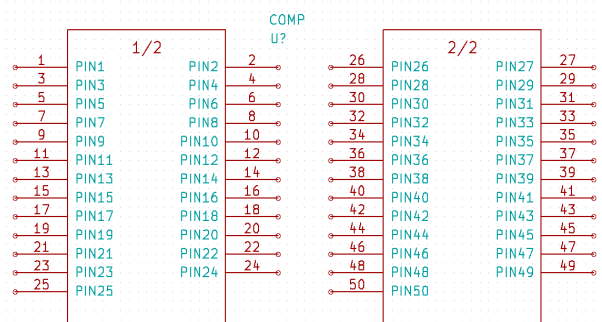 COMP
U?
1/2
1 PIN1 PIN2 2
3 PIN3 PIN4 4
5 PIN5 PIN6 6
7 PIN7 PIN8 8
9 PIN9 PIN10 10
11 PIN11 PIN12 12
13 PIN13 PIN14 14
15 PIN15 PIN16 16
17 PIN17 PIN18 18
19 PIN19 PIN20 20
21 PIN21 PIN22 22
23 PIN23 PIN24 24
25 PIN25
2/2
26 PIN26 PIN27 27
28 PIN28 PIN29 29
30 PIN30 PIN31 31
32 PIN32 PIN33 33
34 PIN34 PIN35 35
36 PIN36 PIN37 37
38 PIN38 PIN39 39
40 PIN40 PIN41 41
42 PIN42 PIN43 43
44 PIN44 PIN45 45
46 PIN46 PIN47 47
48 PIN48 PIN49 49
50 PIN50